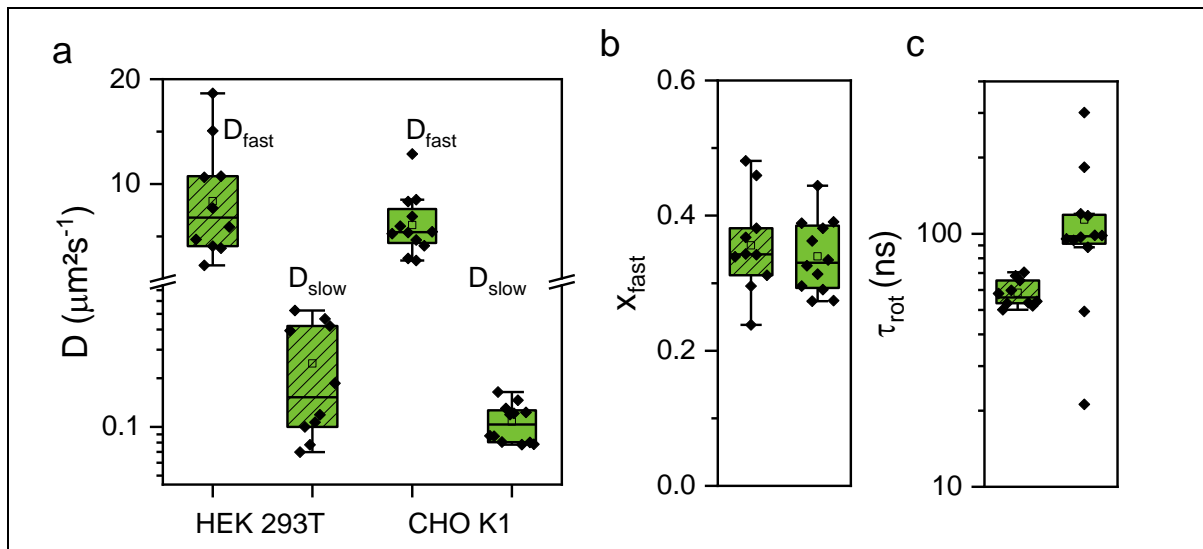 a
b
c
20
10
0.1
D (μm²s⁻¹)
D_fast
D_slow
D_fast
D_slow
HEK 293T
CHO K1
0.6
0.4
0.2
0.0
x_fast
100
10
τ_rot (ns)